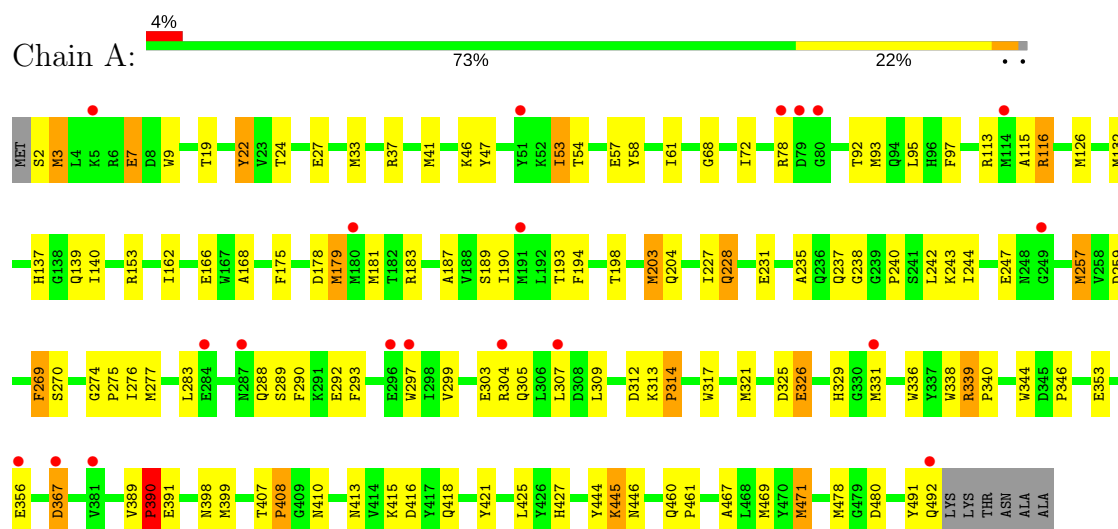 4%
Chain A:
73% 22% • •
MET S2 M3 L4 K5 R6 E7 D8 W9 T19 Y22 V23 T24 E27 M33 R37 M41 K46 Y47 Y51 K52 I53 T54 E57 Y58 I61 G68 I72 R78 D79 G80 T92 M93 Q94 L95 H96 F97 R113 M114 A115 R116 M126 M132
H137 G138 Q139 I140 R153 I162 E166 W167 A168 F175 D178 M179 M180 M181 T182 R183 A187 V188 S189 I190 M191 L192 T193 F194 T198 M203 Q204 I227 Q228 E231 A235 Q236 Q237 G238 G239 P240 S241 L242 K243 I244 E247 N248 G249 M257 V258 D259
F269 S270 G274 P275 I276 M277 L283 E284 N287 Q288 S289 F290 K291 E292 F293 E296 W297 I298 V299 E303 R304 Q305 L306 L307 D308 L309 D312 K313 P314 W317 M321 D325 E326 H329 G330 M331 W336 Y337 W338 R339 P340 W344 D345 P346 E353
E356 D367 V381 V389 P390 E391 N398 M399 T407 P408 G409 N410 N413 V414 K415 D416 Y417 Q418 Y421 L425 Y426 H427 Y444 K445 N446 Q460 P461 A467 L468 M469 Y470 M471 M478 G479 D480 Y491 Q492 LYS LYS THR ASN ALA ALA